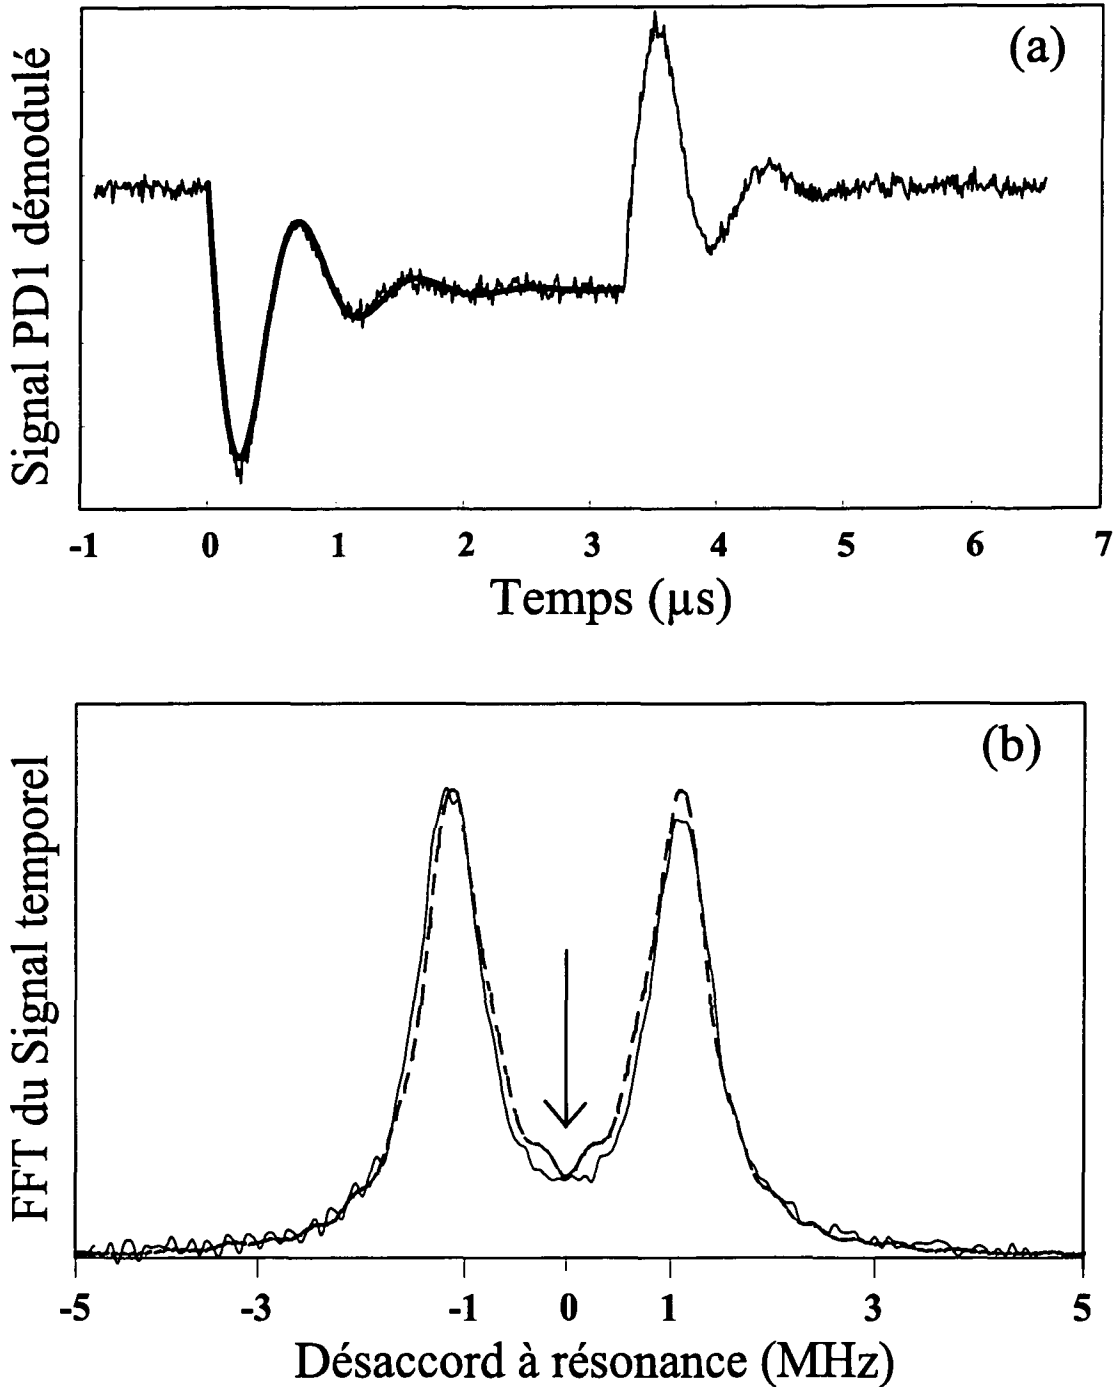 (a)
Signal PD1 démodulé
-1 0 1 2 3 4 5 6 7
Temps (µs)
(b)
FFT du Signal temporel
-5 -3 -1 0 1 3 5
Désaccord à résonance (MHz)